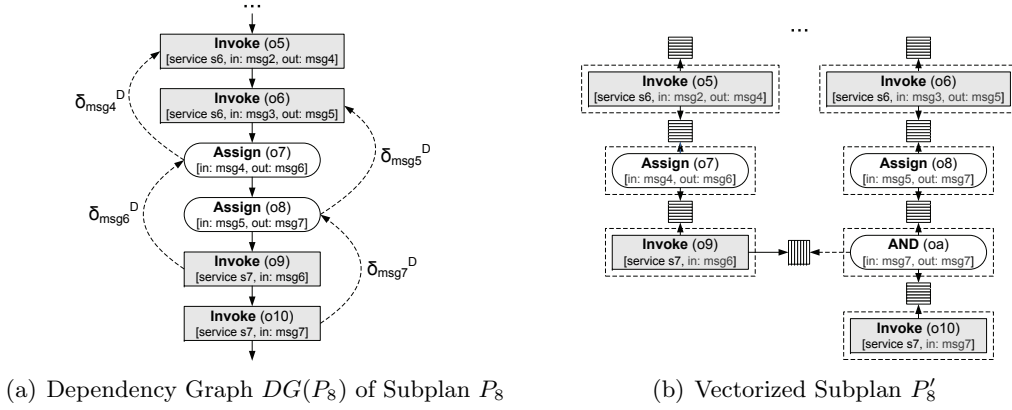 ...
Invoke (o5)
[service s6, in: msg2, out: msg4]
Invoke (o6)
[service s6, in: msg3, out: msg5]
Assign (o7)
[in: msg4, out: msg6]
Assign (o8)
[in: msg5, out: msg7]
Invoke (o9)
[service s7, in: msg6]
Invoke (o10)
[service s7, in: msg7]
δmsg4D
δmsg5D
δmsg6D
δmsg7D
(a) Dependency Graph DG(P8) of Subplan P8
...
Invoke (o5)
[service s6, in: msg2, out: msg4]
Invoke (o6)
[service s6, in: msg3, out: msg5]
Assign (o7)
[in: msg4, out: msg6]
Assign (o8)
[in: msg5, out: msg7]
Invoke (o9)
[service s7, in: msg6]
AND (oa)
[in: msg7, out: msg7]
Invoke (o10)
[service s7, in: msg7]
(b) Vectorized Subplan P′8